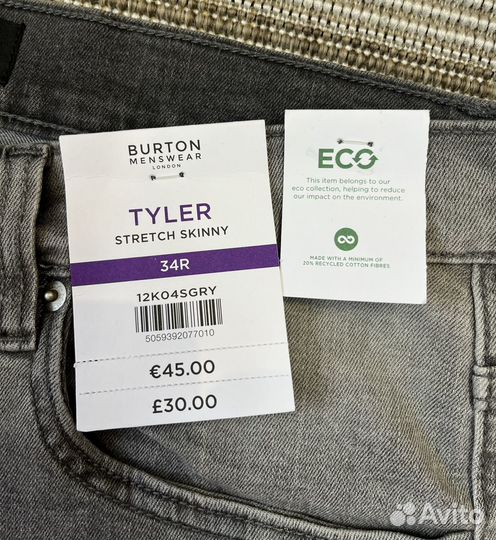 BURTON
MENSWEAR
LONDON
TYLER
STRETCH SKINNY
34R
12K04SGRY
5059392077010
€45.00
£30.00
ECO
This item belongs to our
eco collection, helping to reduce
our impact on the environment.
MADE WITH A MINIMUM OF
20% RECYCLED COTTON FIBRES
Avito